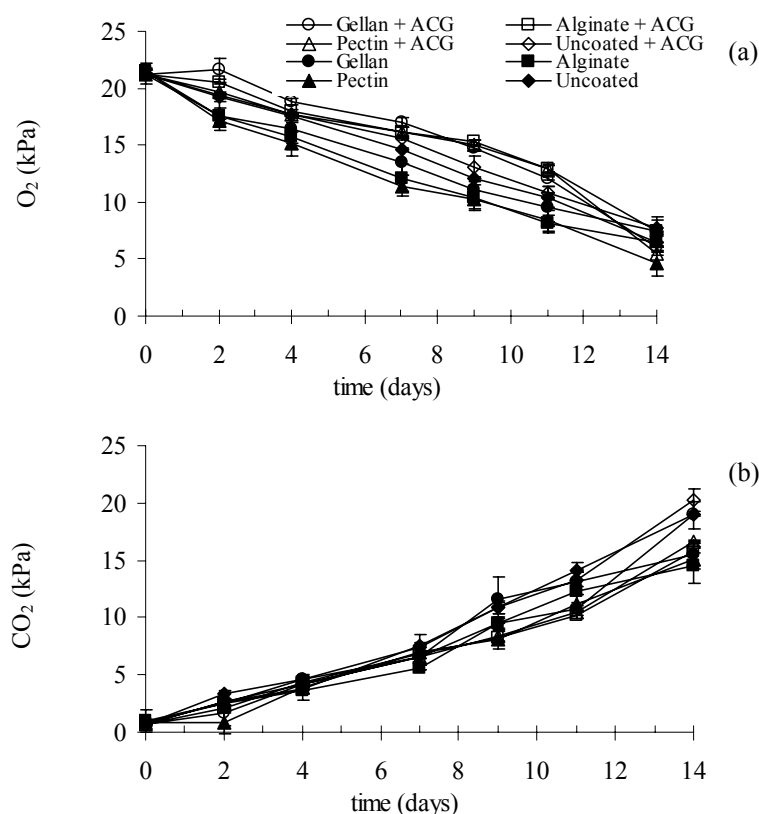 Gellan + ACG
Alginate + ACG
Pectin + ACG
Uncoated + ACG
Gellan
Alginate
Pectin
Uncoated
(a)
25
20
15
10
5
0
O₂ (kPa)
0 2 4 6 8 10 12 14
time (days)
(b)
25
20
15
10
5
0
CO₂ (kPa)
0 2 4 6 8 10 12 14
time (days)